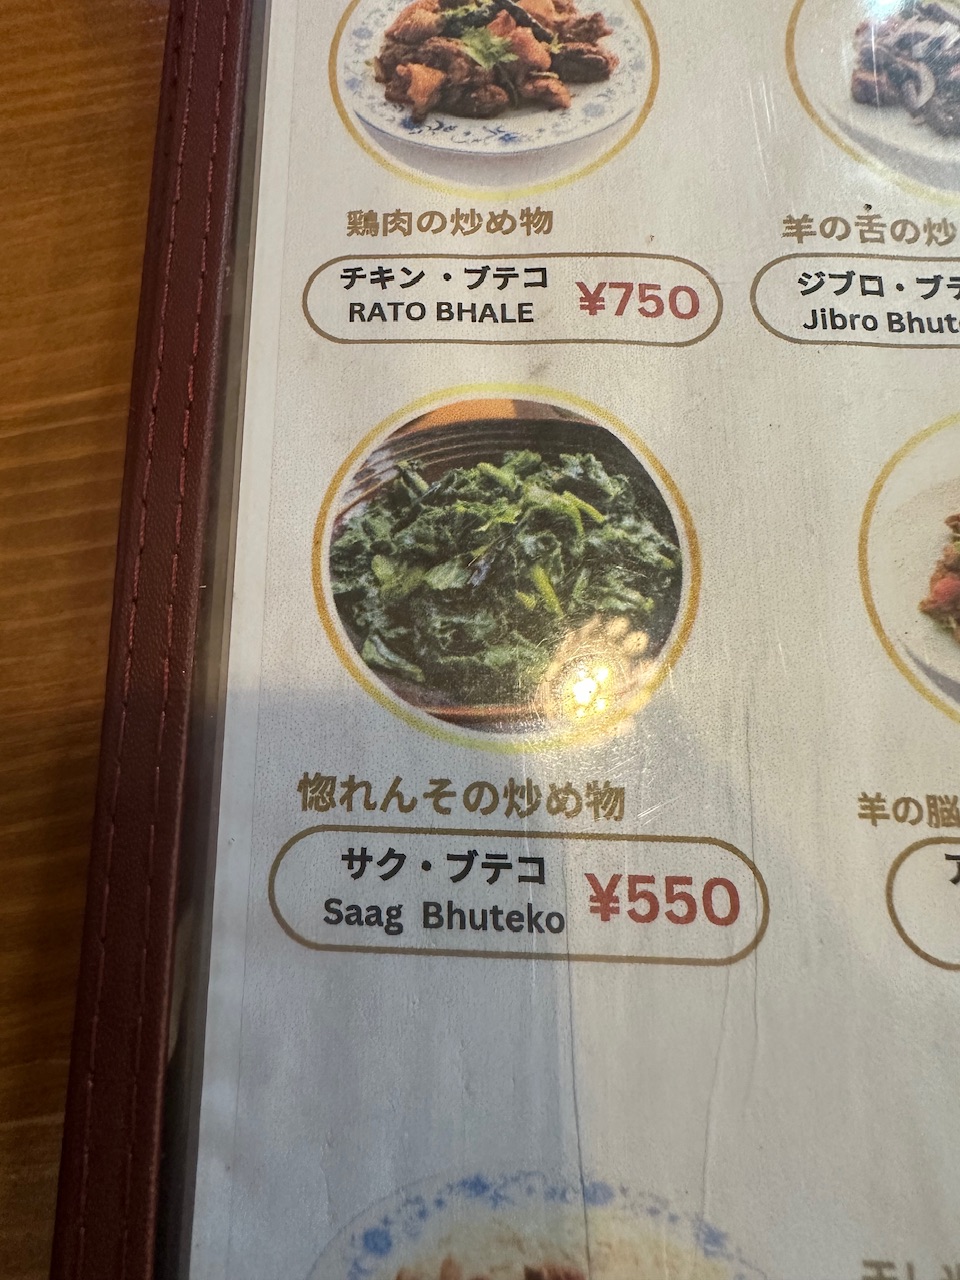 鶏肉の炒め物
チキン・ブテコ
RATO BHALE
¥750
羊の舌の炒
ジブロ・ブテ
Jibro Bhute
惚れんその炒め物
サク・ブテコ
Saag Bhuteko
¥550
羊の脳
ア